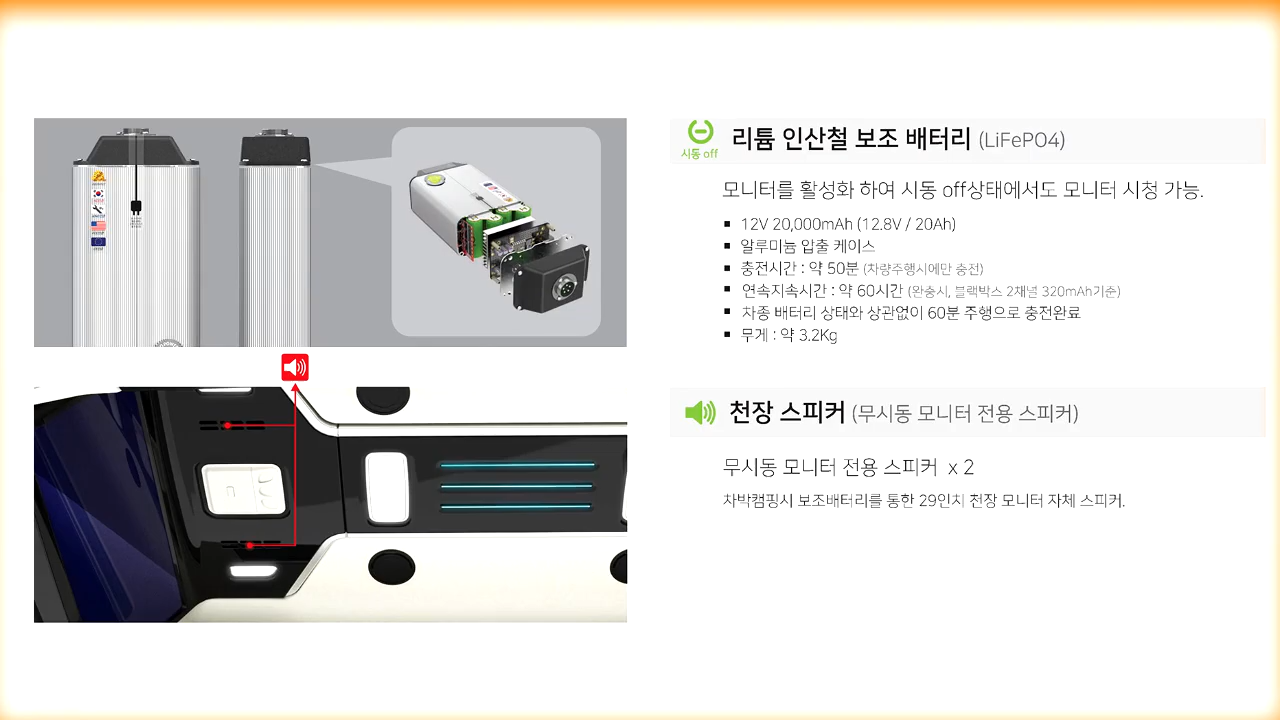 시동 off
리튬 인산철 보조 배터리 (LiFePO4)
모니터를 활성화 하여 시동 off상태에서도 모니터 시청 가능.
▪ 12V 20,000mAh (12.8V / 20Ah)
▪ 알루미늄 압출 케이스
▪ 충전시간 : 약 50분 (차량주행시에만 충전)
▪ 연속지속시간 : 약 60시간 (완충시, 블랙박스 2채널 320mAh기준)
▪ 차종 배터리 상태와 상관없이 60분 주행으로 충전완료
▪ 무게 : 약 3.2Kg
천장 스피커 (무시동 모니터 전용 스피커)
무시동 모니터 전용 스피커 x 2
차박캠핑시 보조배터리를 통한 29인치 천장 모니터 자체 스피커.